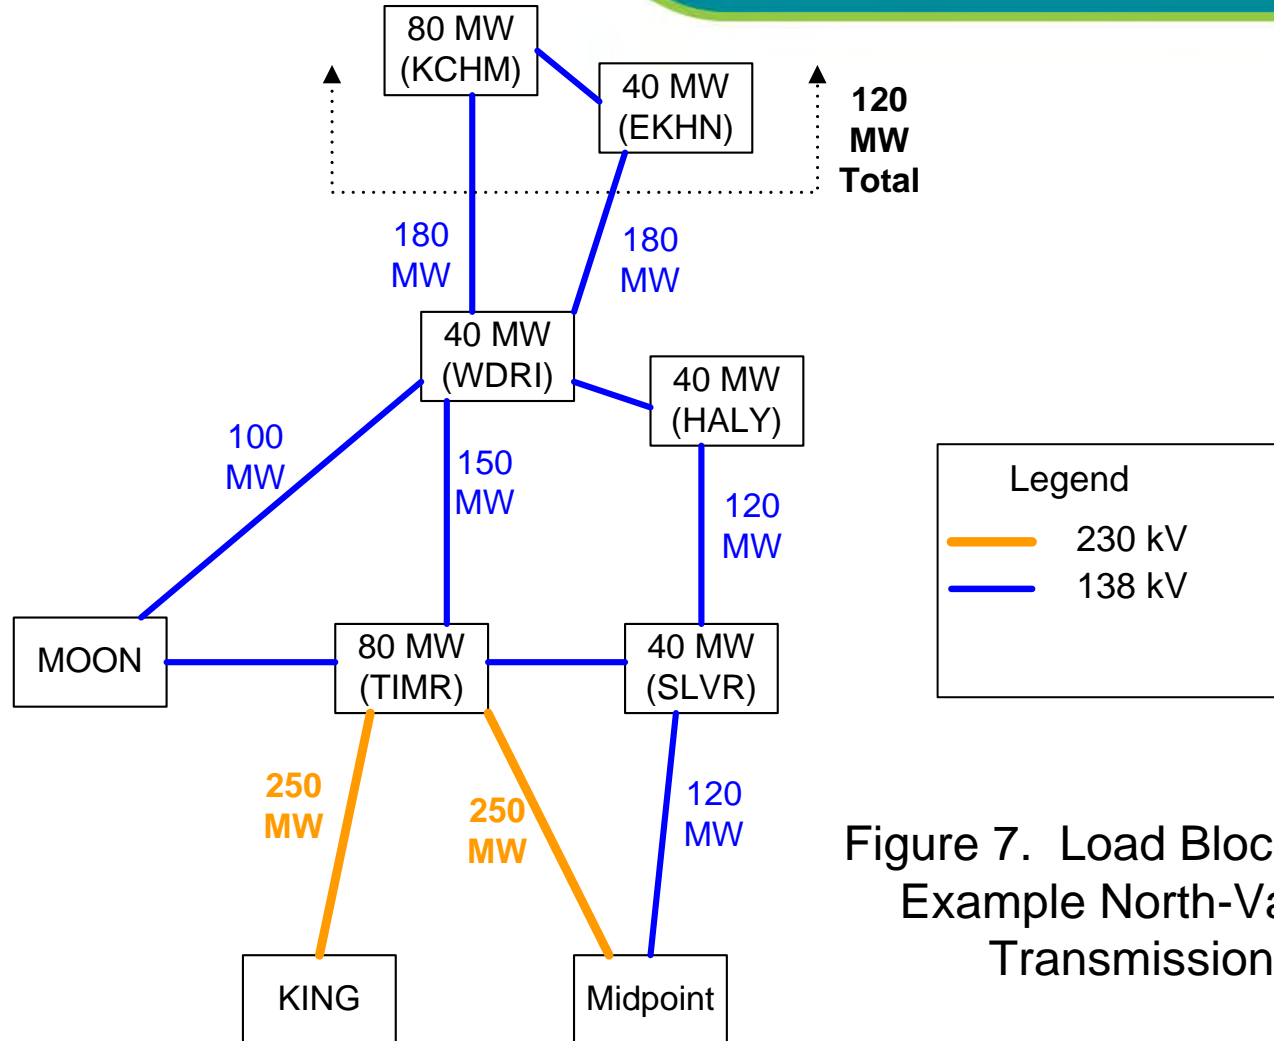 80 MW
(KCHM)
40 MW
(EKHN)
120
MW
Total
180
MW
180
MW
40 MW
(WDRI)
40 MW
(HALY)
100
MW
150
MW
120
MW
Legend
230 kV
138 kV
MOON
80 MW
(TIMR)
40 MW
(SLVR)
250
MW
250
MW
120
MW
Figure 7. Load Bloc
Example North-Va
Transmission
KING
Midpoint